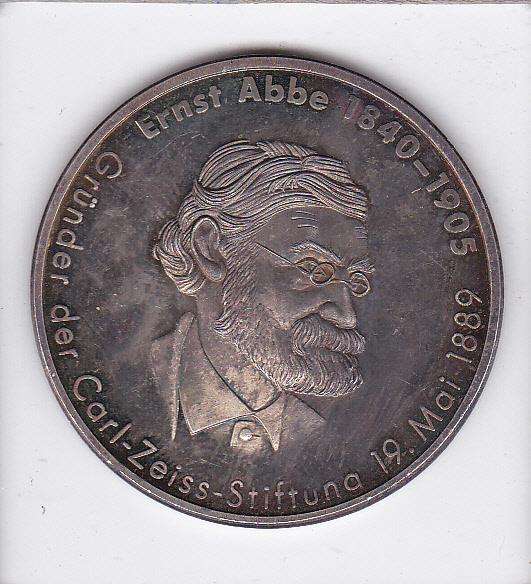 Ernst Abbe 1840-1905
Gründer der Carl-Zeiss-Stiftung 19. Mai 1889